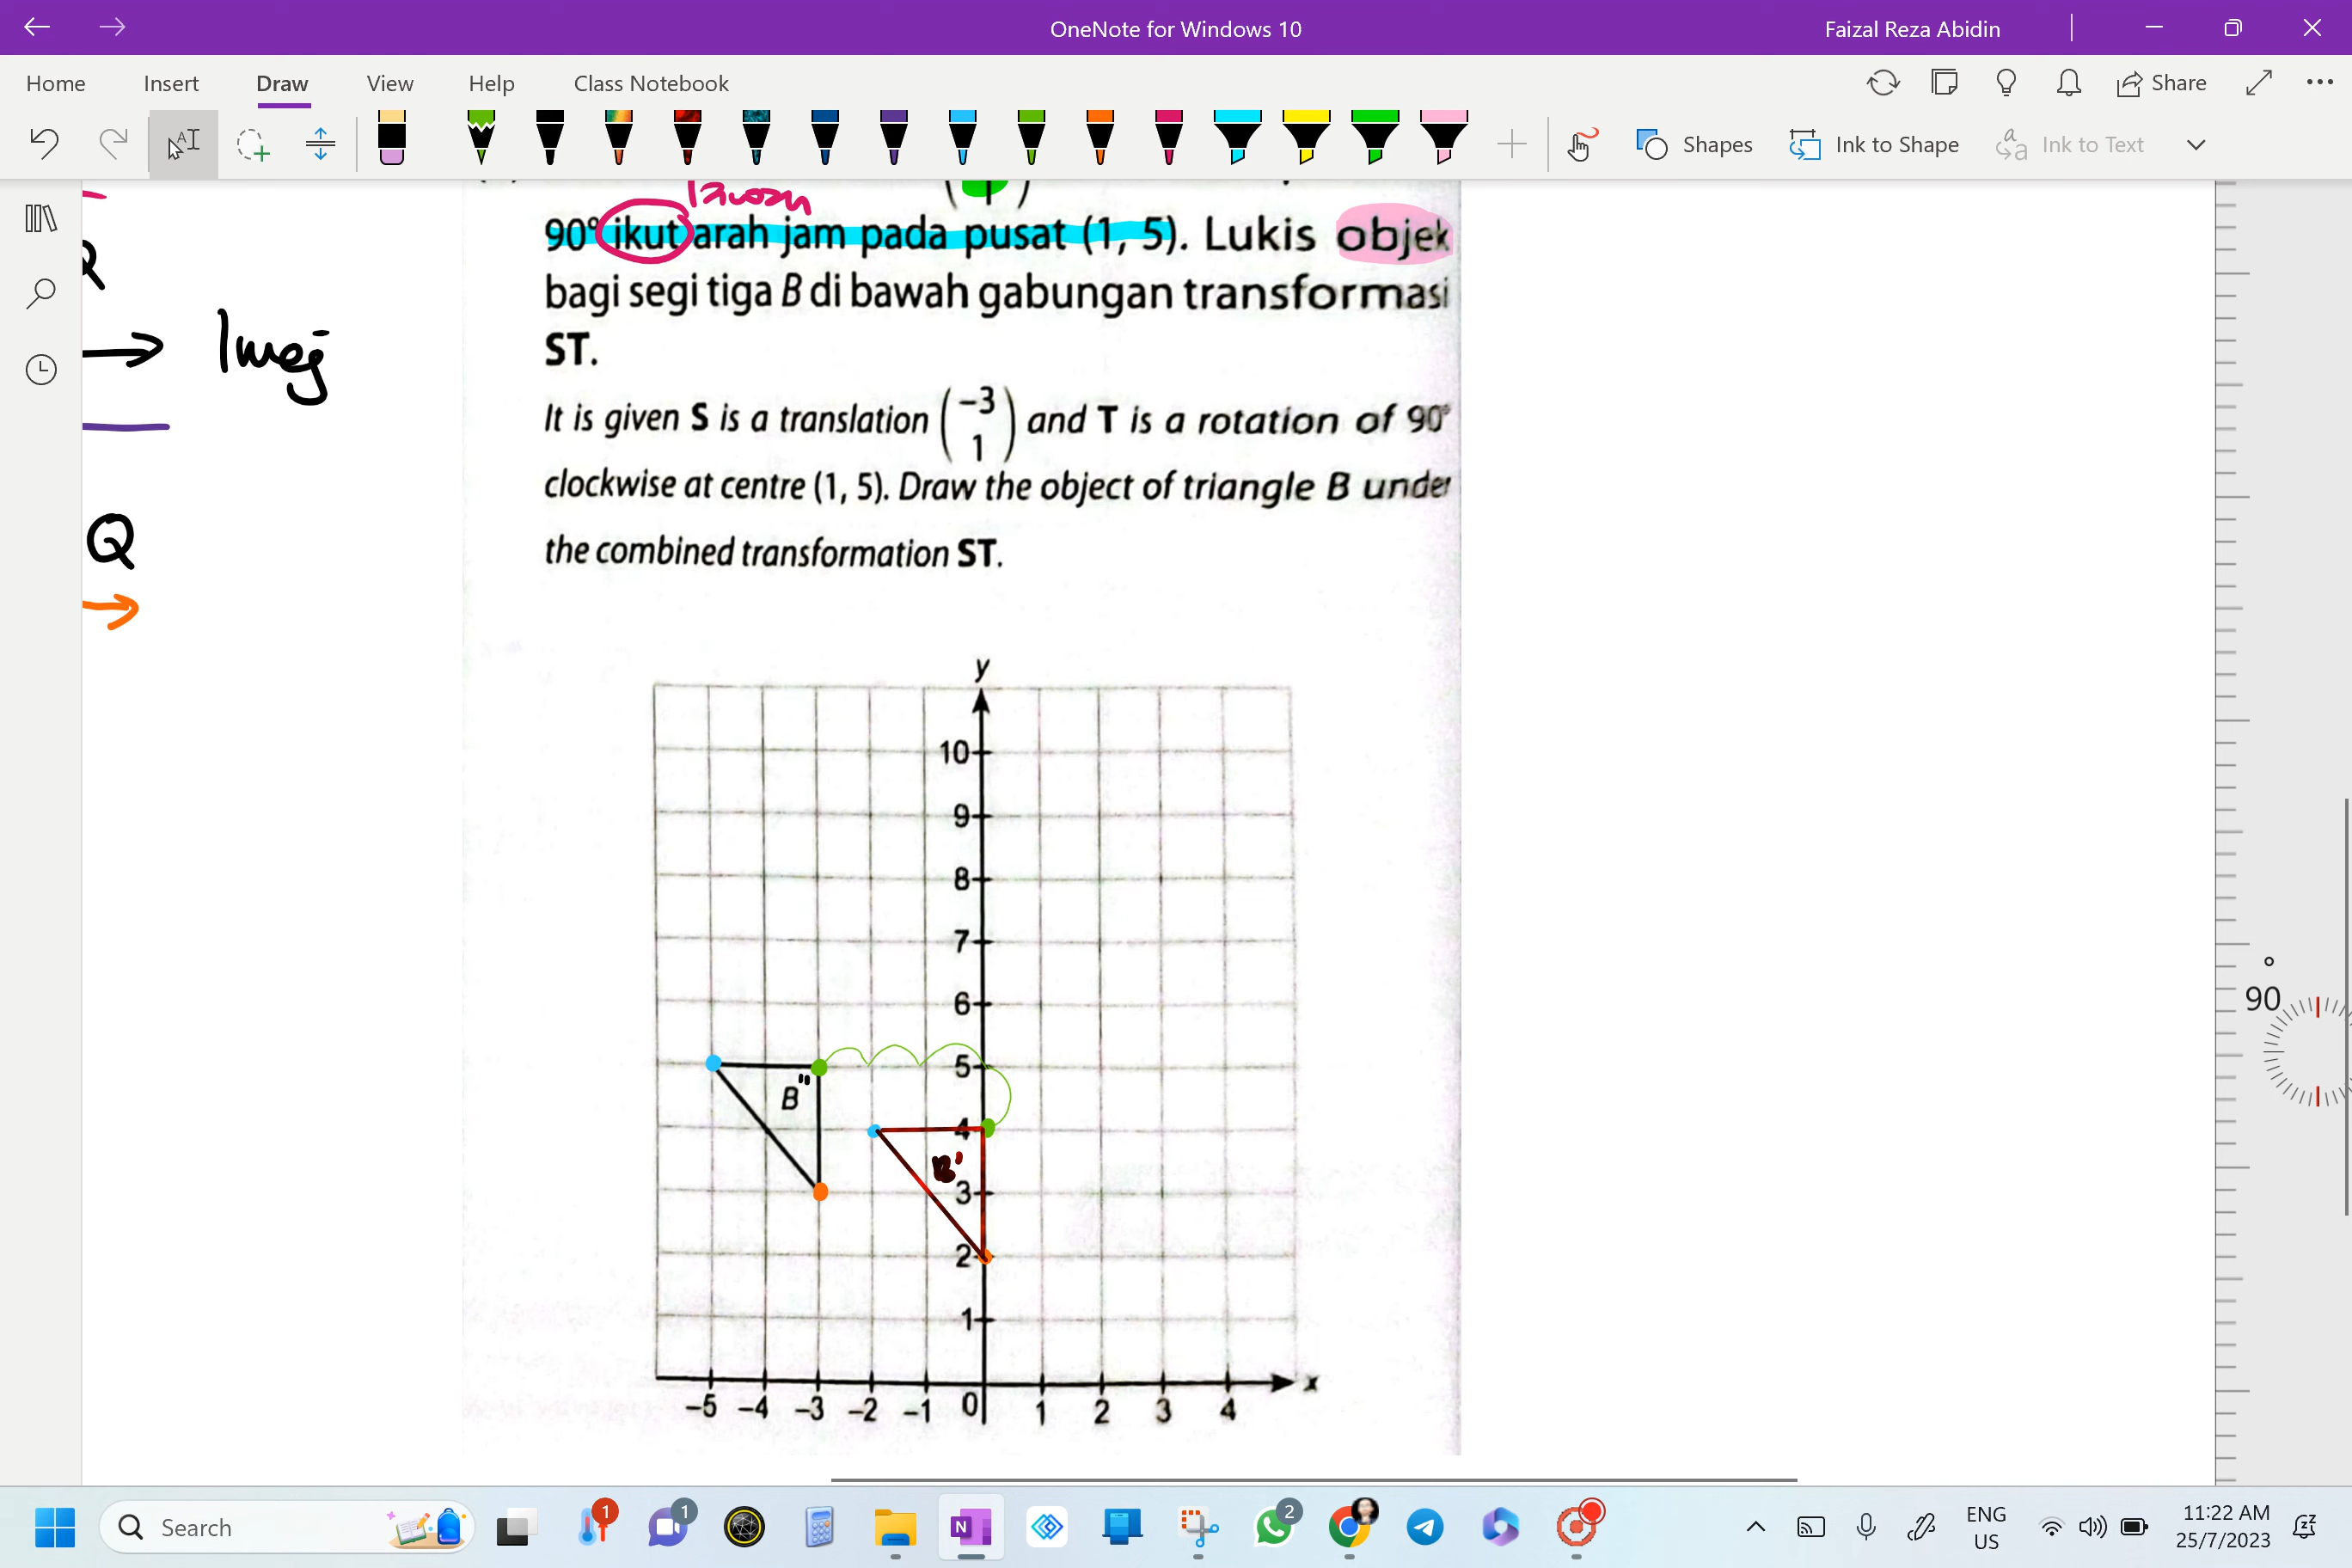 OneNote for Windows 10
Faizal Reza Abidin
Home Insert Draw View Help Class Notebook
Share
Shapes
Ink to Shape
Ink to Text
lawan
90° ikut arah jam pada pusat (1, 5). Lukis objek
bagi segi tiga B di bawah gabungan transformasi
ST.
It is given S is a translation (-3 1) and T is a rotation of 90°
clockwise at centre (1, 5). Draw the object of triangle B under
the combined transformation ST.
Imej
Q
y
10
9
8
7
6
5
4
3
2
1
B"
B'
-5 -4 -3 -2 -1 0 1 2 3 4
x
90°
Search
1
1
N
2
ENG
US
11:22 AM
25/7/2023